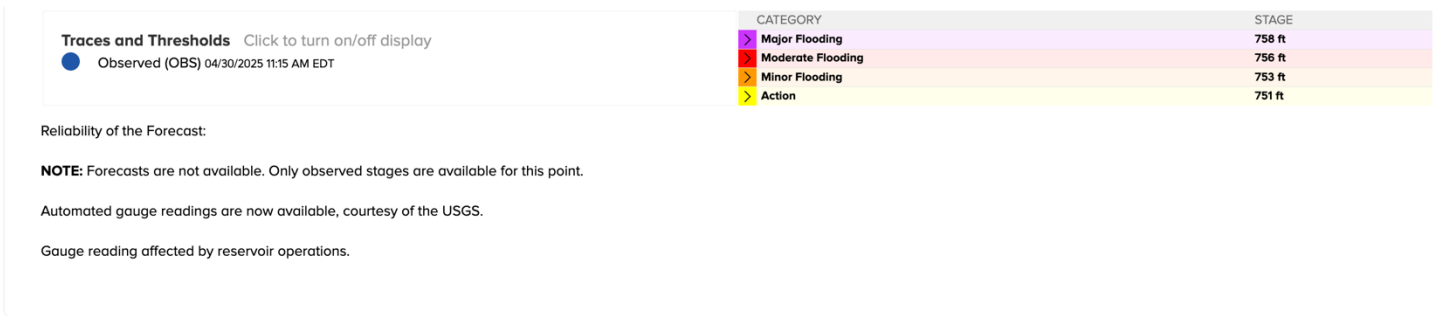 Traces and Thresholds Click to turn on/off display
Observed (OBS) 04/30/2025 11:15 AM EDT
CATEGORY STAGE
Major Flooding 758 ft
Moderate Flooding 756 ft
Minor Flooding 753 ft
Action 751 ft
Reliability of the Forecast:
NOTE: Forecasts are not available. Only observed stages are available for this point.
Automated gauge readings are now available, courtesy of the USGS.
Gauge reading affected by reservoir operations.